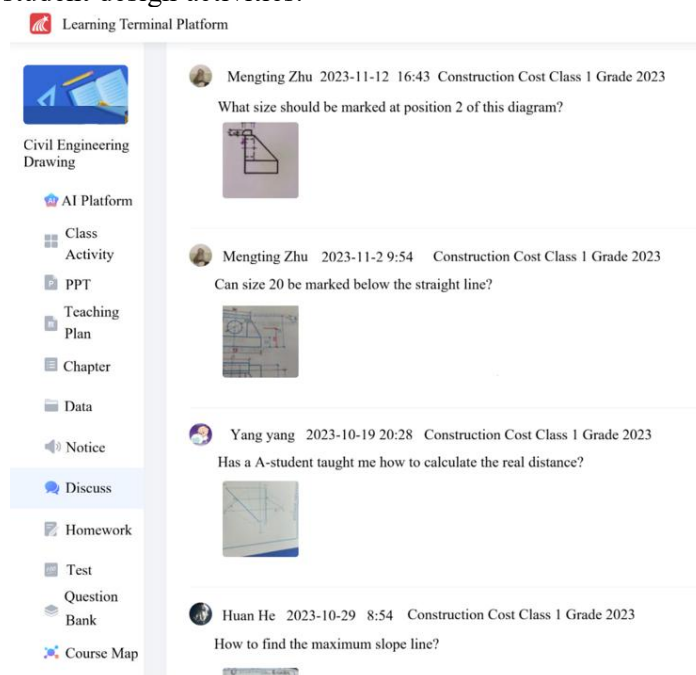 student design activities.
Learning Terminal Platform
Civil Engineering
Drawing
AI Platform
Class
Activity
PPT
Teaching
Plan
Chapter
Data
Notice
Discuss
Homework
Test
Question
Bank
Course Map
Mengting Zhu 2023-11-12 16:43 Construction Cost Class 1 Grade 2023
What size should be marked at position 2 of this diagram?
Mengting Zhu 2023-11-2 9:54 Construction Cost Class 1 Grade 2023
Can size 20 be marked below the straight line?
Yang yang 2023-10-19 20:28 Construction Cost Class 1 Grade 2023
Has a A-student taught me how to calculate the real distance?
Huan He 2023-10-29 8:54 Construction Cost Class 1 Grade 2023
How to find the maximum slope line?